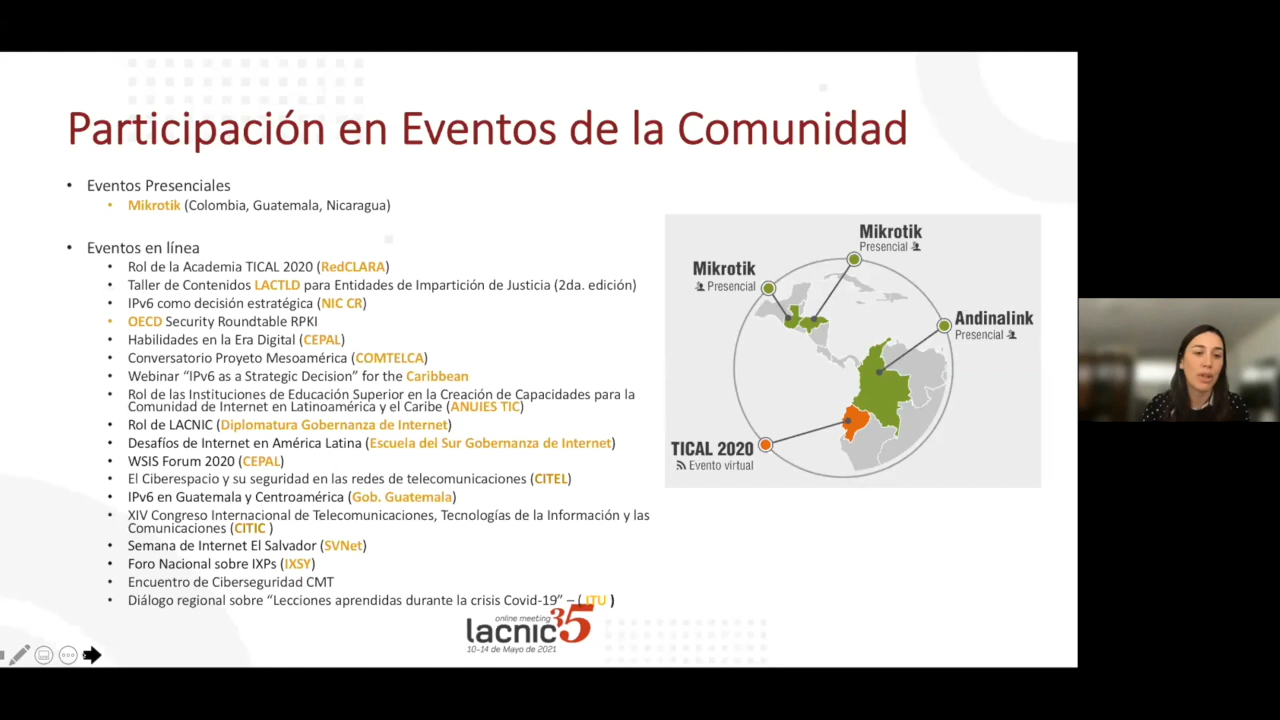 Participación en Eventos de la Comunidad
• Eventos Presenciales
• Mikrotik (Colombia, Guatemala, Nicaragua)
• Eventos en línea
• Rol de la Academia TICAL 2020 (RedCLARA)
• Taller de Contenidos LACTLD para Entidades de Impartición de Justicia (2da. edición)
• IPv6 como decisión estratégica (NIC CR)
• OECD Security Roundtable RPKI
• Habilidades en la Era Digital (CEPAL)
• Conversatorio Proyeto Mesoamérica (COMTELCA)
• Webinar “IPv6 as a Strategic Decision” for the Caribbean
• Rol de las Instituciones de Educación Superior en la Creación de Capacidades para la
Comunidad de Internet en Latinoamérica y el Caribe (ANUIES TIC)
• Rol de LACNIC (Diplomatura Gobernanza de Internet)
• Desafíos de Internet en América Latina (Escuela del Sur Gobernanza de Internet)
• WSIS Forum 2020 (CEPAL)
• El Ciberespacio y su seguridad en las redes de telecomunicaciones (CITEL)
• IPv6 en Guatemala y Centroamérica (Gob. Guatemala)
• XIV Congreso Internacional de Telecomunicaciones, Tecnologías de la Información y las
Comunicaciones (CITIC )
• Semana de Internet El Salvador (SVNet)
• Foro Nacional sobre IXPs (IXSY)
• Encuentro de Ciberseguridad CMT
• Diálogo regional sobre “Lecciones aprendidas durante la crisis Covid-19” – ( ITU )
Mikrotik
Presencial
Mikrotik
Presencial
Andinalink
Presencial
TICAL 2020
Evento virtual
online meeting
lacnic 35
10-14 de Mayo de 2021